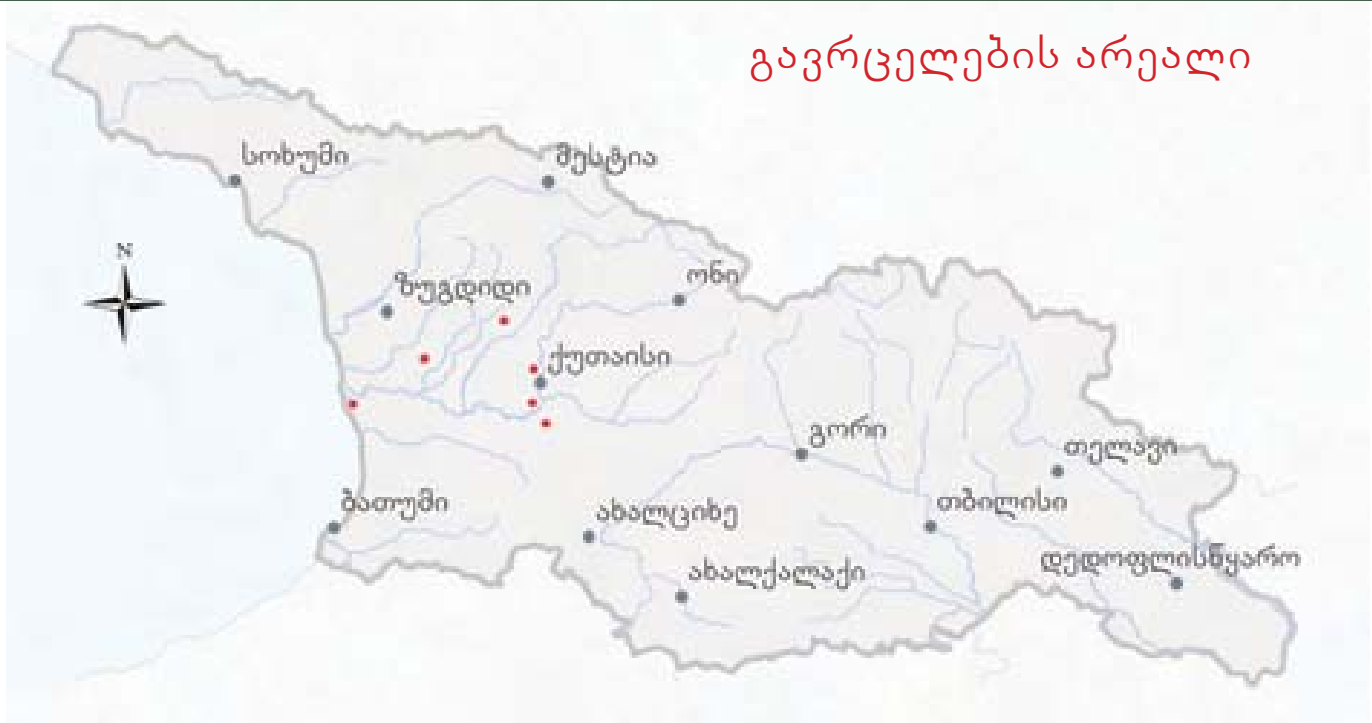 გავრცელების არეალი
სოხუმი
მესტია
N
ონი
ზუგდიდი
ქუთაისი
გორი
თელავი
ბათუმი
ახალციხე
თბილისი
დედოფლისწყარო
ახალქალაქი